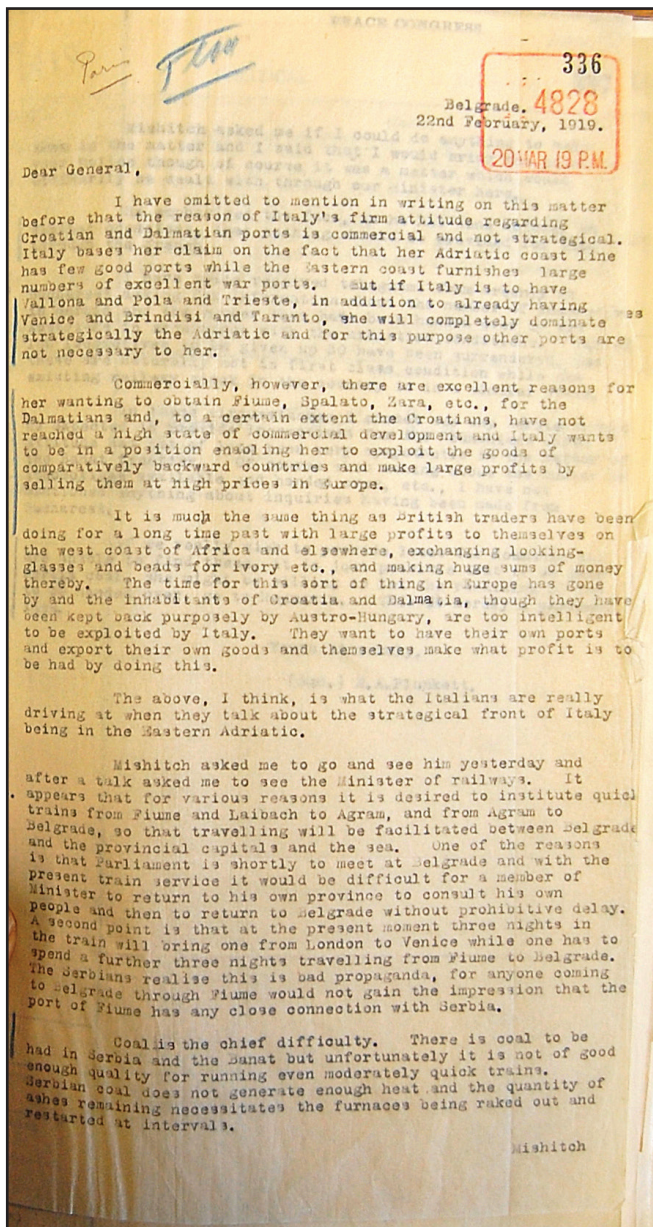 PEACE CONGRESS
Paris
336
4828
20 MAR 19 P.M.
Belgrade.
22nd February, 1919.
Dear General,
I have omitted to mention in writing on this matter
before that the reason of Italy's firm attitude regarding
Croatian and Dalmatian ports is commercial and not strategical.
Italy bases her claim on the fact that her Adriatic coast line
has few good ports while the Eastern coast furnishes large
numbers of excellent war ports. But if Italy is to have
Vallona and Pola and Trieste, in addition to already having
Venice and Brindisi and Taranto, she will completely dominate
strategically the Adriatic and for this purpose other ports are
not necessary to her.
Commercially, however, there are excellent reasons for
her wanting to obtain Fiume, Spalato, Zara, etc., for the
Dalmatians and, to a certain extent the Croatians, have not
reached a high state of commercial development and Italy wants
to be in a position enabling her to exploit the goods of
comparatively backward countries and make large profits by
selling them at high prices in Europe.
It is much the same thing as British traders have been
doing for a long time past with large profits to themselves on
the west coast of Africa and elsewhere, exchanging looking-
glasses and beads for ivory etc., and making huge sums of money
thereby. The time for this sort of thing in Europe has gone
by and the inhabitants of Croatia and Dalmatia, though they have
been kept back purposely by Austro-Hungary, are too intelligent
to be exploited by Italy. They want to have their own ports
and export their own goods and themselves make what profit is to
be had by doing this.
The above, I think, is what the Italians are really
driving at when they talk about the strategical front of Italy
being in the Eastern Adriatic.
Mishitch asked me to go and see him yesterday and
after a talk asked me to see the Minister of railways. It
appears that for various reasons it is desired to institute quick
trains from Fiume and Laibach to Agram, and from Agram to
Belgrade, so that travelling will be facilitated between Belgrade
and the provincial capitals and the sea. One of the reasons
is that Parliament is shortly to meet at Belgrade and with the
present train service it would be difficult for a member of
Minister to return to his own province to consult his own
people and then to return to Belgrade without prohibitive delay.
A second point is that at the present moment three nights in
the train will bring one from London to Venice while one has to
spend a further three nights travelling from Fiume to Belgrade.
The Serbians realise this is bad propaganda, for anyone coming
to Belgrade through Fiume would not gain the impression that the
port of Fiume has any close connection with Serbia.
Coal is the chief difficulty. There is coal to be
had in Serbia and the Banat but unfortunately it is not of good
enough quality for running even moderately quick trains.
Serbian coal does not generate enough heat and the quantity of
ashes remaining necessitates the furnaces being raked out and
restarted at intervals.
Mishitch